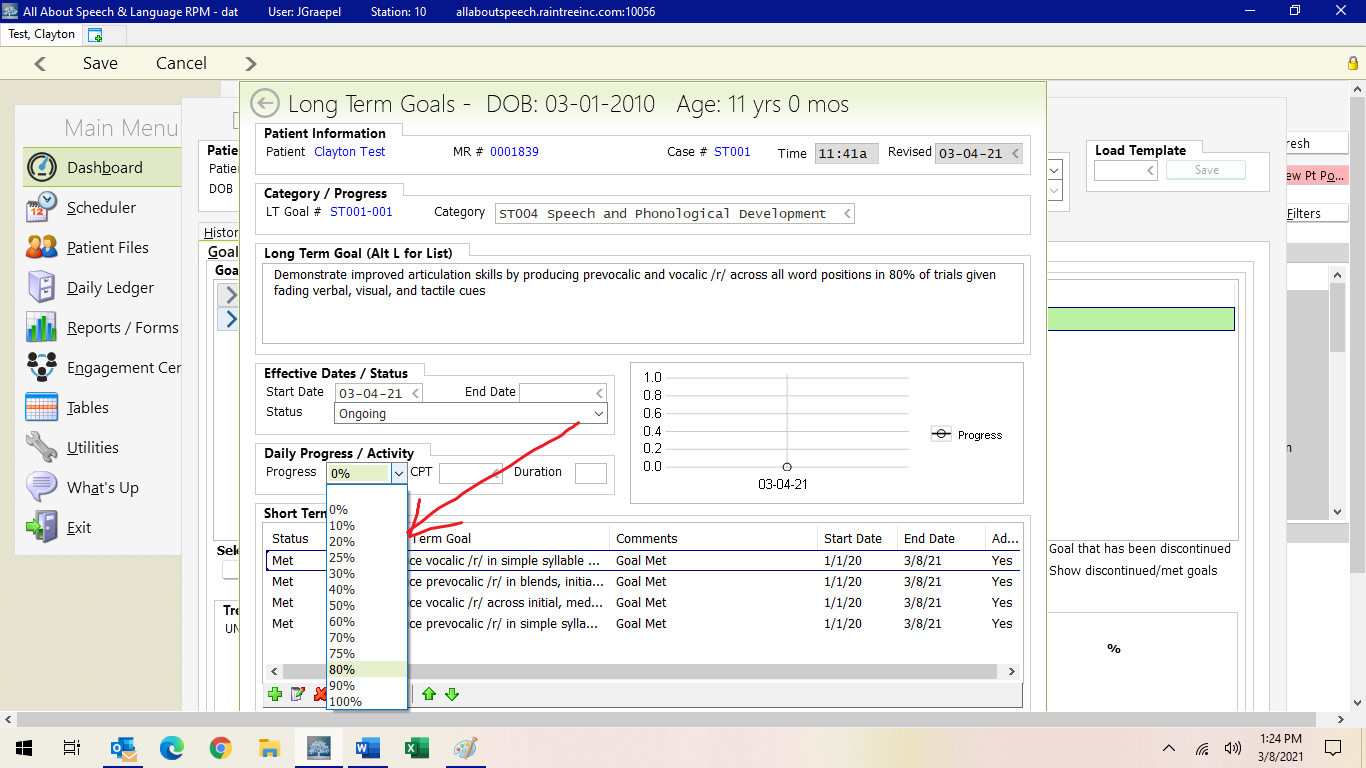 All About Speech & Language RPM - dat User: JGraepel Station: 10 allaboutspeech.raintreeinc.com:10056
Test, Clayton
Save Cancel
Long Term Goals - DOB: 03-01-2010 Age: 11 yrs 0 mos
Main Menu
Dashboard
Scheduler
Patient Files
Daily Ledger
Reports / Forms
Engagement Cer
Tables
Utilities
What's Up
Exit
Patie
Patie
DOB
Histor
Goal
Goa
Sele
Tre
UN
Patient Information
Patient Clayton Test MR # 0001839 Case # ST001 Time 11:41a Revised 03-04-21
Category / Progress
LT Goal # ST001-001 Category ST004 Speech and Phonological Development
Long Term Goal (Alt L for List)
Demonstrate improved articulation skills by producing prevocalic and vocalic /r/ across all word positions in 80% of trials given
fading verbal, visual, and tactile cues
Effective Dates / Status
Start Date 03-04-21 End Date
Status Ongoing
Daily Progress / Activity
Progress 0% CPT Duration
0%
10%
20%
25%
30%
40%
50%
60%
70%
75%
80%
90%
100%
1.0
0.8
0.6
0.4
0.2
0.0
03-04-21
Progress
Short Tern
Status Term Goal Comments Start Date End Date Ad...
Met ce vocalic /r/ in simple syllable ... Goal Met 1/1/20 3/8/21 Yes
Met ce prevocalic /r/ in blends, initia... Goal Met 1/1/20 3/8/21 Yes
Met ce vocalic /r/ across initial, med... Goal Met 1/1/20 3/8/21 Yes
Met ce prevocalic /r/ in simple sylla... Goal Met 1/1/20 3/8/21 Yes
Load Template
Save
resh
ew Pt Po...
Filters
n
Goal that has been discontinued
Show discontinued/met goals
%
1:24 PM
3/8/2021